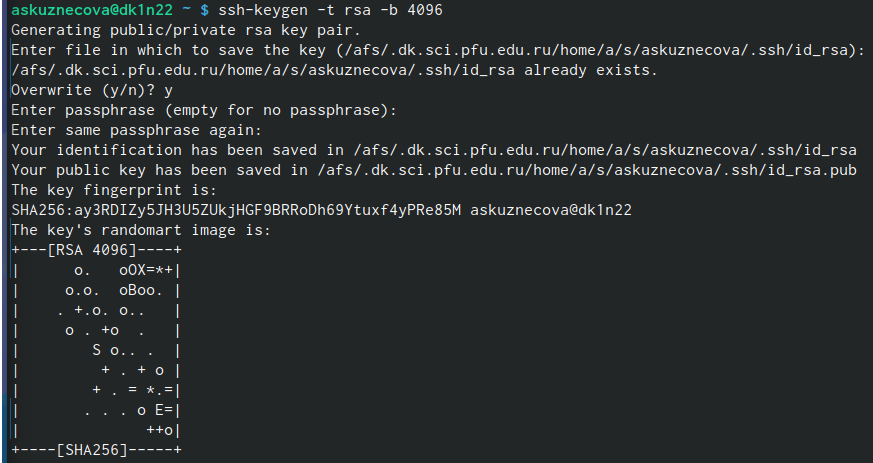 askuznecova@dk1n22 ~ $ ssh-keygen -t rsa -b 4096
Generating public/private rsa key pair.
Enter file in which to save the key (/afs/.dk.sci.pfu.edu.ru/home/a/s/askuznecova/.ssh/id_rsa):
/afs/.dk.sci.pfu.edu.ru/home/a/s/askuznecova/.ssh/id_rsa already exists.
Overwrite (y/n)? y
Enter passphrase (empty for no passphrase):
Enter same passphrase again:
Your identification has been saved in /afs/.dk.sci.pfu.edu.ru/home/a/s/askuznecova/.ssh/id_rsa
Your public key has been saved in /afs/.dk.sci.pfu.edu.ru/home/a/s/askuznecova/.ssh/id_rsa.pub
The key fingerprint is:
SHA256:ay3RDIZy5JH3U5ZUkjHGF9BRRoDh69Ytuxf4yPRe85M askuznecova@dk1n22
The key's randomart image is:
+---[RSA 4096]----+
|      o.   oOX=*+|
|     o.o.  oBoo. |
|    . +.o. o..   |
|     o . +o  .   |
|        S o.. .  |
|         + . + o |
|        + . = *.=|
|       . . . o E=|
|              ++o|
+----[SHA256]-----+